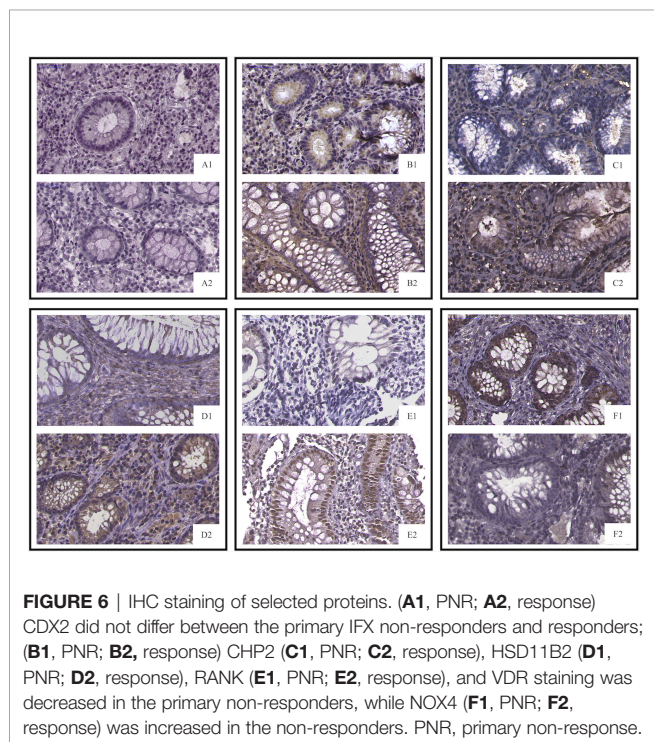 A1
B1
C1
A2
B2
C2
D1
E1
F1
D2
E2
F2
FIGURE 6 | IHC staining of selected proteins. (A1, PNR; A2, response)
CDX2 did not differ between the primary IFX non-responders and responders;
(B1, PNR; B2, response) CHP2 (C1, PNR; C2, response), HSD11B2 (D1,
PNR; D2, response), RANK (E1, PNR; E2, response), and VDR staining was
decreased in the primary non-responders, while NOX4 (F1, PNR; F2,
response) was increased in the non-responders. PNR, primary non-response.